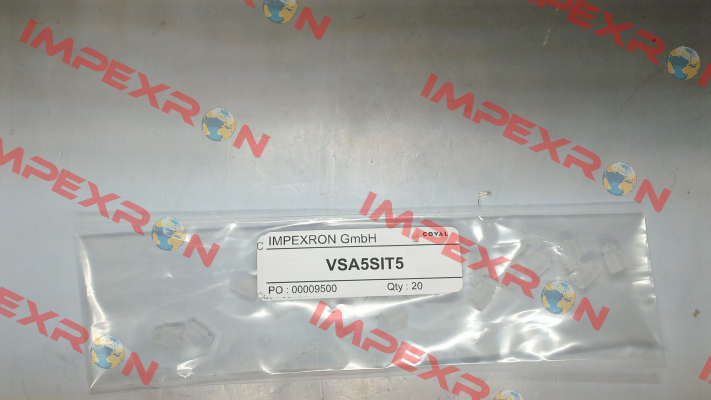 IMPEXRON
IMPEXRON
IMPEXRON
IMPEXRON
IMPEXRON GmbH
COVAL
VSA5SIT5
PO : 00009500 Qty : 20
IMPEXRON
IMPEXRON
IMPEXRON
IMPEXRON